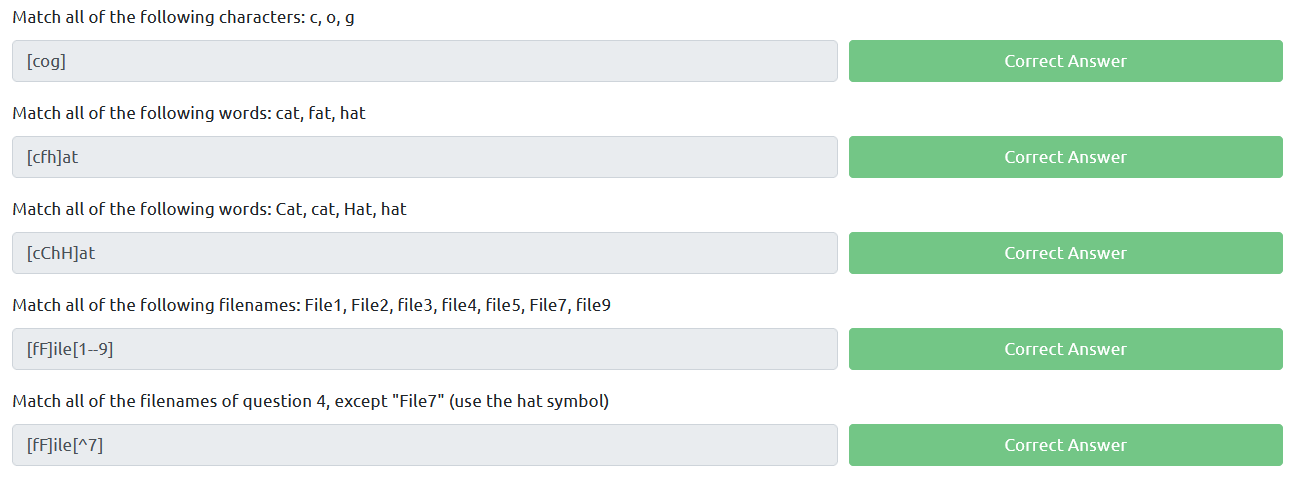 Match all of the following characters: c, o, g
[cog]
Correct Answer
Match all of the following words: cat, fat, hat
[cfh]at
Correct Answer
Match all of the following words: Cat, cat, Hat, hat
[cChH]at
Correct Answer
Match all of the following filenames: File1, File2, file3, file4, file5, File7, file9
[fF]ile[1--9]
Correct Answer
Match all of the filenames of question 4, except "File7" (use the hat symbol)
[fF]ile[^7]
Correct Answer